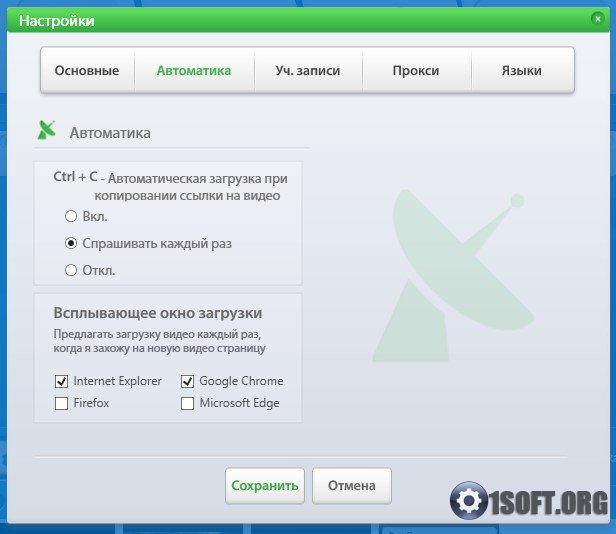 Настройки
Основные Автоматика Уч. записи Прокси Языки
Автоматика
Ctrl + C - Автоматическая загрузка при
копировании ссылки на видео
Вкл.
Спрашивать каждый раз
Откл.
Всплывающее окно загрузки
Предлагать загрузку видео каждый раз,
когда я захожу на новую видео страницу
Internet Explorer Google Chrome
Firefox Microsoft Edge
Сохранить Отмена
1SOFT.ORG